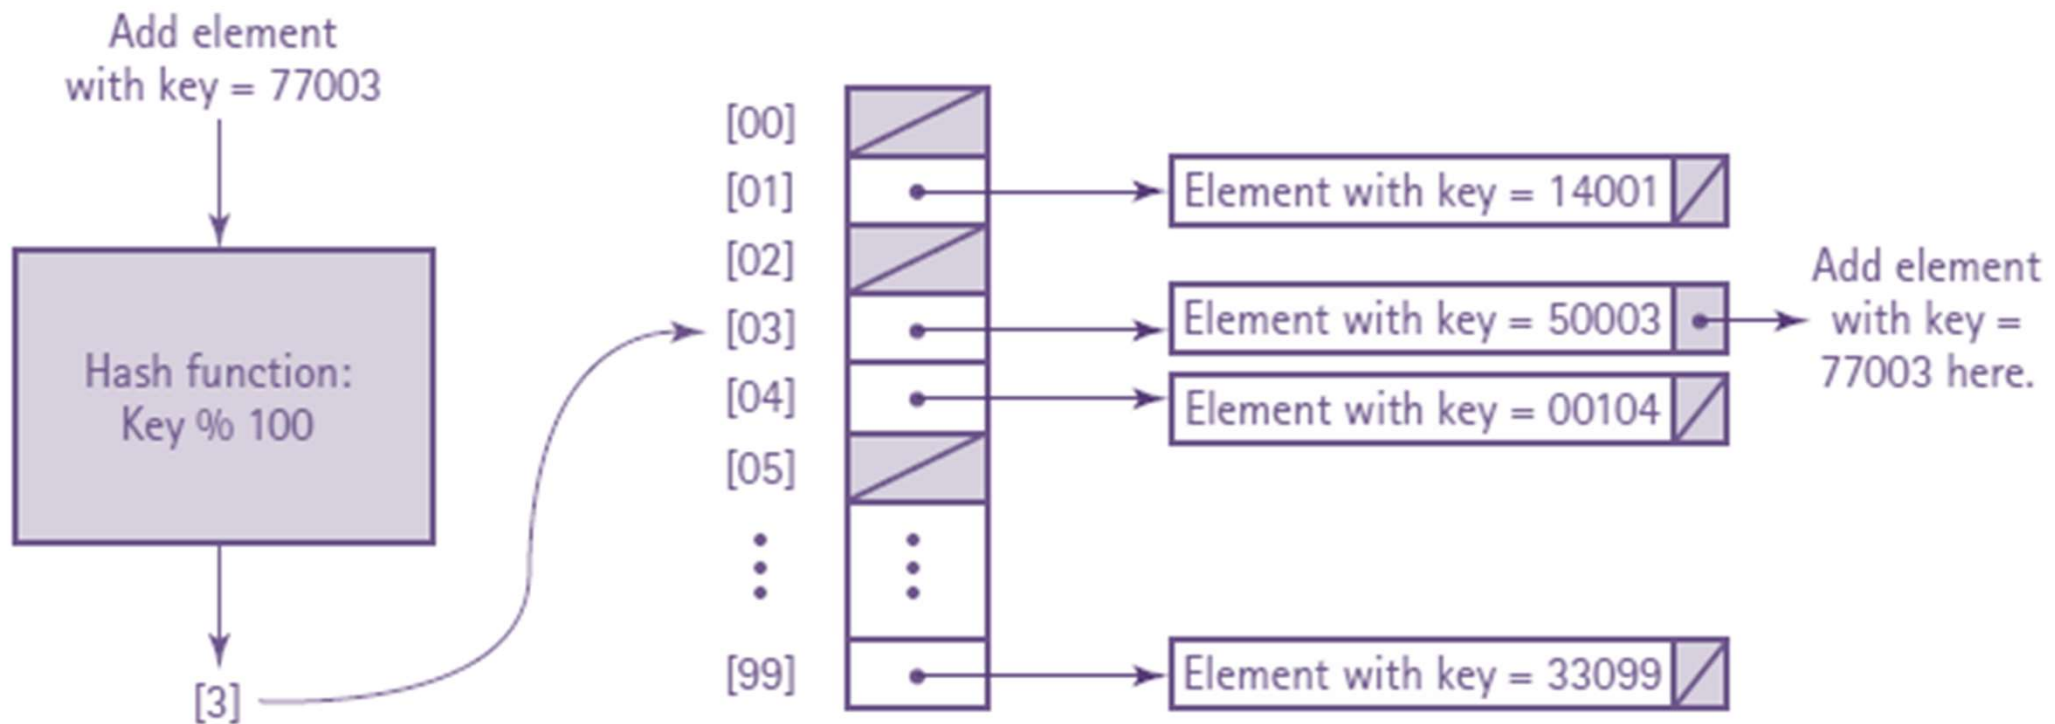 Add element
with key = 77003
Hash function:
Key % 100
[3]
[00]
[01]
[02]
[03]
[04]
[05]
[99]
Element with key = 14001
Element with key = 50003
Element with key = 00104
Element with key = 33099
Add element
with key =
77003 here.